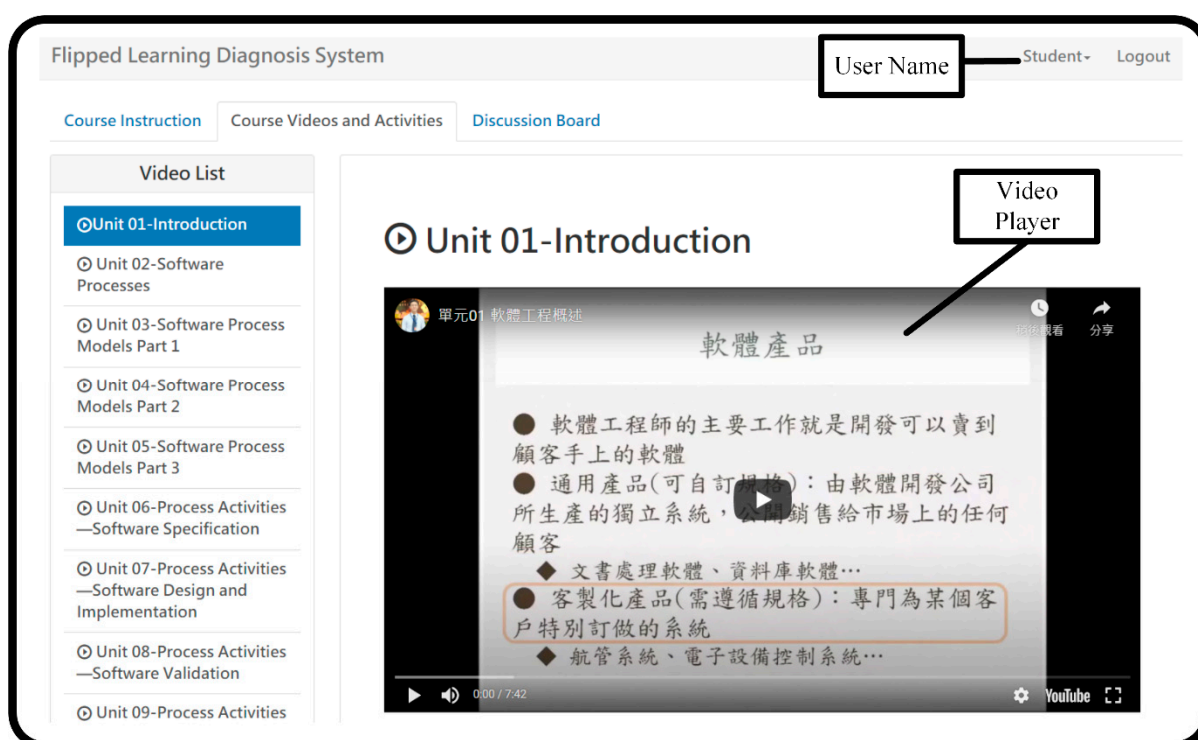 Flipped Learning Diagnosis System
User Name
Student
Logout
Course Instruction
Course Videos and Activities
Discussion Board
Video List
Unit 01-Introduction
Unit 02-Software
Processes
Unit 03-Software Process
Models Part 1
Unit 04-Software Process
Models Part 2
Unit 05-Software Process
Models Part 3
Unit 06-Process Activities
—Software Specification
Unit 07-Process Activities
—Software Design and
Implementation
Unit 08-Process Activities
—Software Validation
Unit 09-Process Activities
Video
Player
Unit 01-Introduction
單元01 軟體工程概述
稍後觀看
分享
軟體產品
● 軟體工程師的主要工作就是開發可以賣到
顧客手上的軟體
● 通用產品(可自訂規格)：由軟體開發公司
所生產的獨立系統，公開銷售給市場上的任何
顧客
◆ 文書處理軟體、資料庫軟體…
● 客製化產品(需遵循規格)：專門為某個客
戶特別訂做的系統
◆ 航管系統、電子設備控制系統…
0:00 / 7:42
YouTube